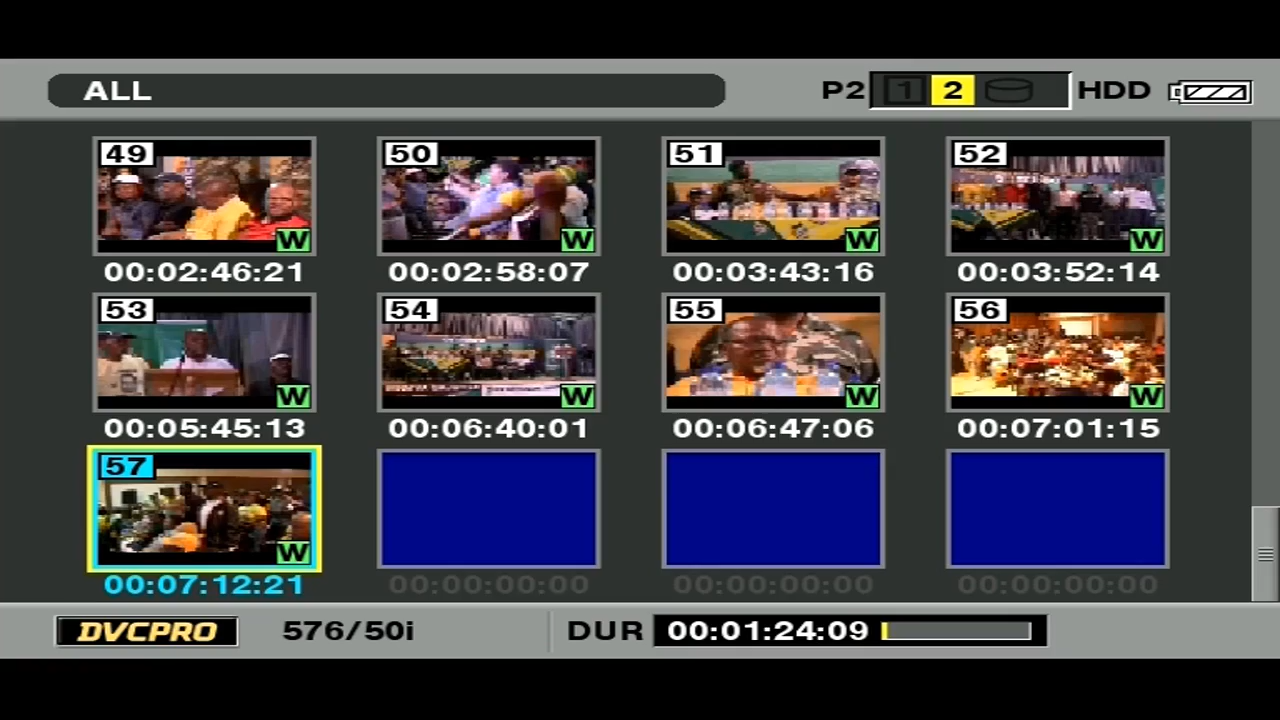 ALL P2 1 2 HDD
49 50 51 52
W W W W
00:02:46:21 00:02:58:07 00:03:43:16 00:03:52:14
53 54 55 56
W W W W
00:05:45:13 00:06:40:01 00:06:47:06 00:07:01:15
57
W
00:07:12:21 00:00:00:00 00:00:00:00 00:00:00:00
DVCPRO 576/50i DUR 00:01:24:09